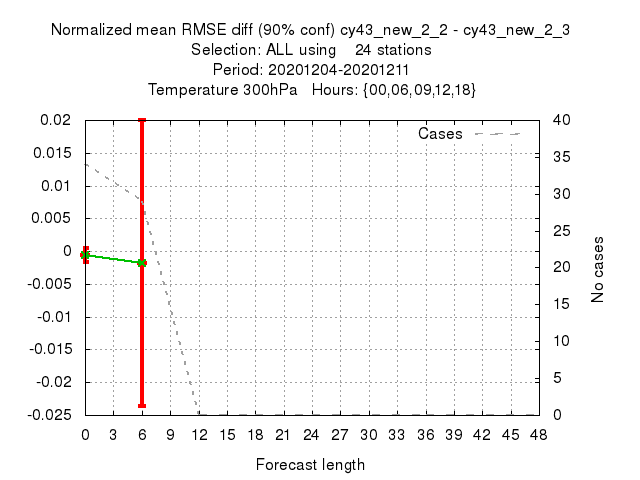 Normalized mean RMSE diff (90% conf) cy43_new_2_2 - cy43_new_2_3
Selection: ALL using 24 stations
Period: 20201204-20201211
Temperature 300hPa Hours: {00,06,09,12,18}
Cases
0.02
0.015
0.01
0.005
0
-0.005
-0.01
-0.015
-0.02
-0.025
40
35
30
25
20
15
10
5
0
No cases
0 3 6 9 12 15 18 21 24 27 30 33 36 39 42 45 48
Forecast length